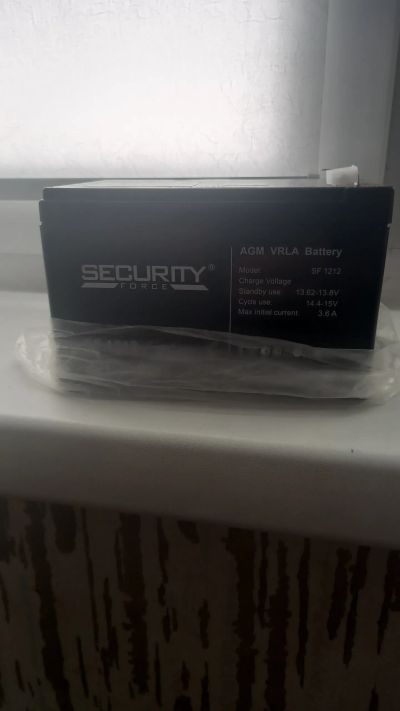 SECURITY®
FORCE
AGM VRLA Battery
Model: SF 1212
Charge Voltage
Standby use: 13.62-13.8V
Cycle use: 14.4-15V
Max initial current: 3.6 A